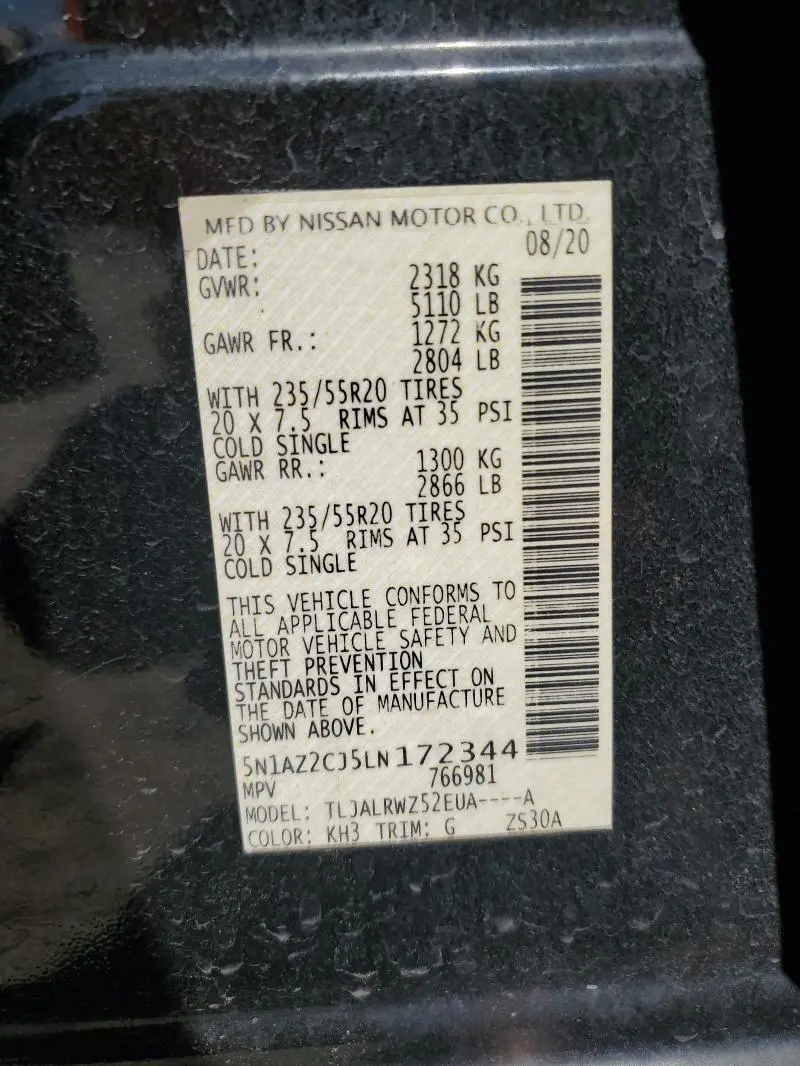 MFD BY NISSAN MOTOR CO., LTD.
DATE: 08/20
GVWR: 2318 KG
5110 LB
GAWR FR.: 1272 KG
2804 LB
WITH 235/55R20 TIRES
20 X 7.5 RIMS AT 35 PSI
COLD SINGLE
GAWR RR.: 1300 KG
2866 LB
WITH 235/55R20 TIRES
20 X 7.5 RIMS AT 35 PSI
COLD SINGLE
THIS VEHICLE CONFORMS TO
ALL APPLICABLE FEDERAL
MOTOR VEHICLE SAFETY AND
THEFT PREVENTION
STANDARDS IN EFFECT ON
THE DATE OF MANUFACTURE
SHOWN ABOVE.
5N1AZ2CJ5LN172344
MPV 766981
MODEL: TLJALRWZ52EUA----A
COLOR: KH3 TRIM: G ZS30A